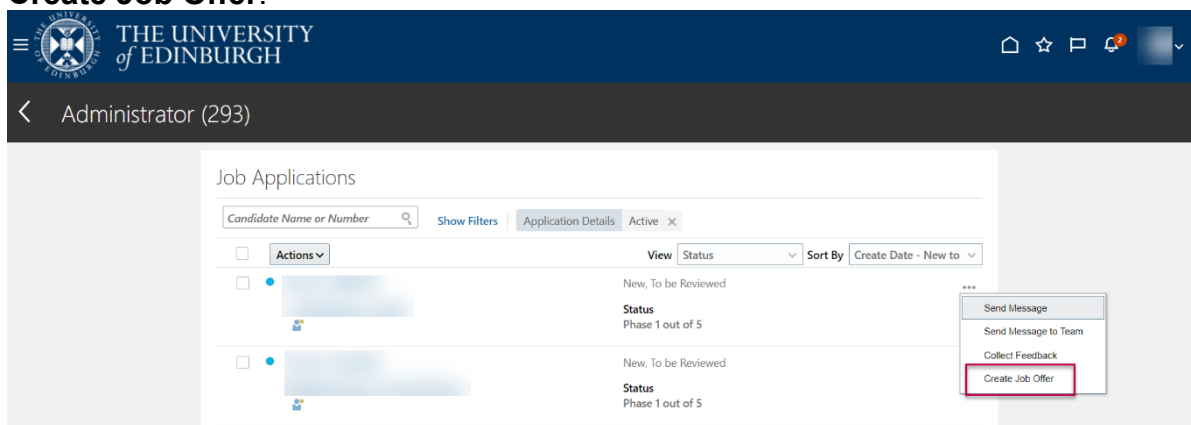 Create Job Offer.
THE UNIVERSITY
of EDINBURGH
2
Administrator (293)
Job Applications
Candidate Name or Number Show Filters Application Details Active ×
Actions View Status Sort By Create Date - New to
New, To be Reviewed
Status
Phase 1 out of 5
Send Message
Send Message to Team
Collect Feedback
Create Job Offer
New, To be Reviewed
Status
Phase 1 out of 5